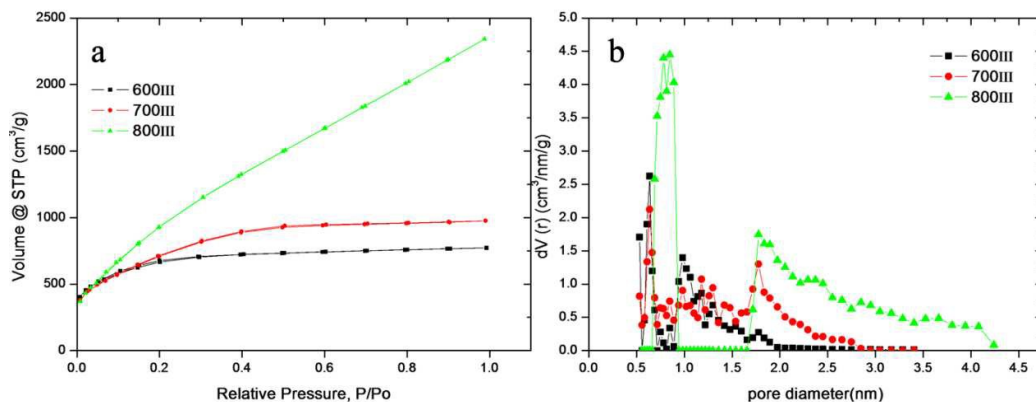 a
600III
700III
800III
Volume @ STP (cm³/g)
2500
2000
1500
1000
500
0
0.0 0.2 0.4 0.6 0.8 1.0
Relative Pressure, P/Po
b
600III
700III
800III
dV (r) (cm³/nm/g)
5.0
4.5
4.0
3.5
3.0
2.5
2.0
1.5
1.0
0.5
0.0
0.0 0.5 1.0 1.5 2.0 2.5 3.0 3.5 4.0 4.5
pore diameter(nm)